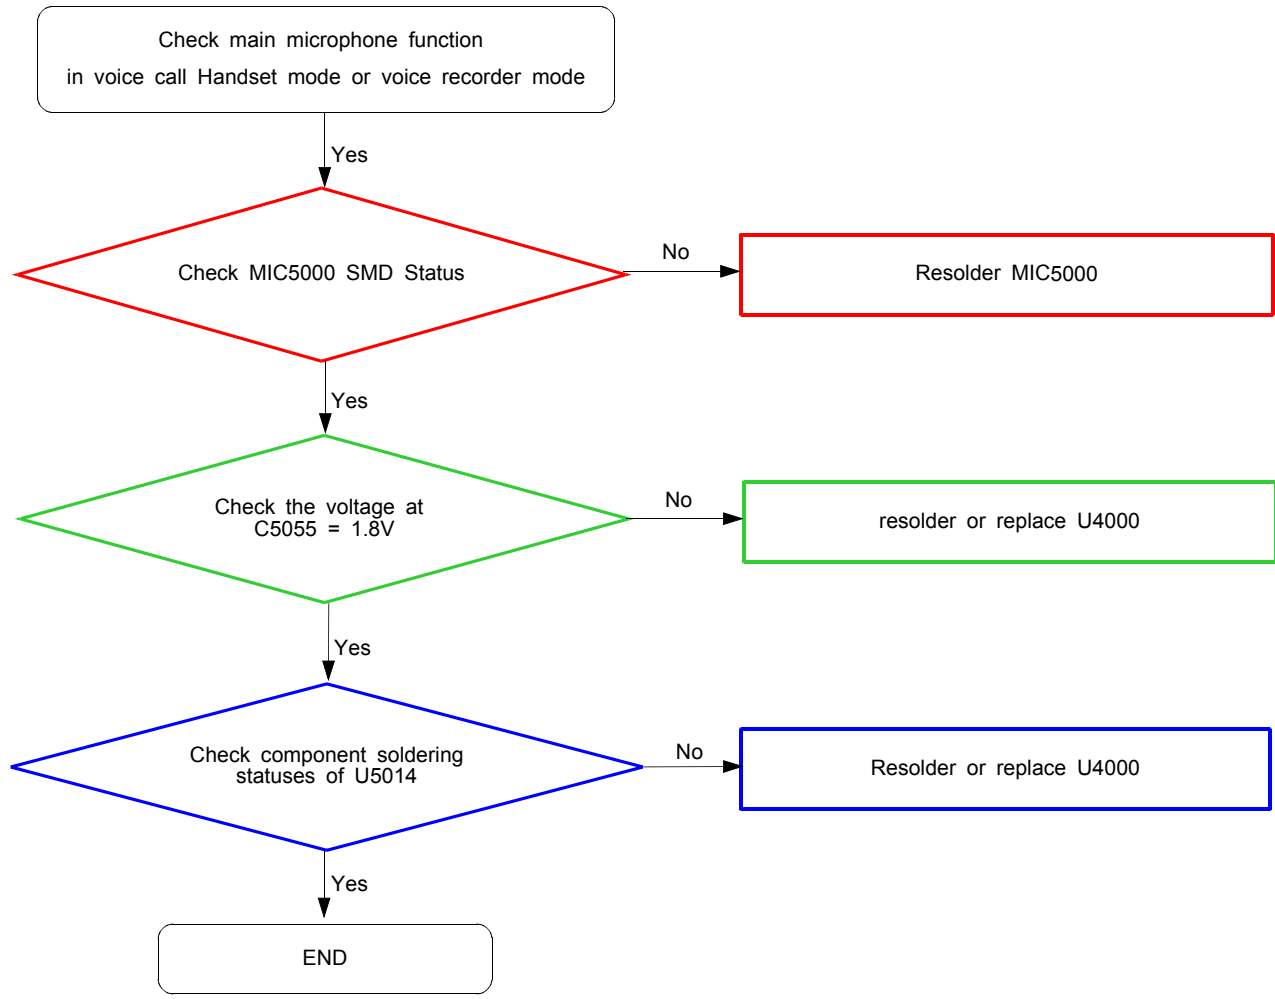 Check main microphone function
in voice call Handset mode or voice recorder mode
Yes
Check MIC5000 SMD Status
No
Resolder MIC5000
Yes
Check the voltage at
C5055 = 1.8V
No
resolder or replace U4000
Yes
Check component soldering
statuses of U5014
No
Resolder or replace U4000
Yes
END